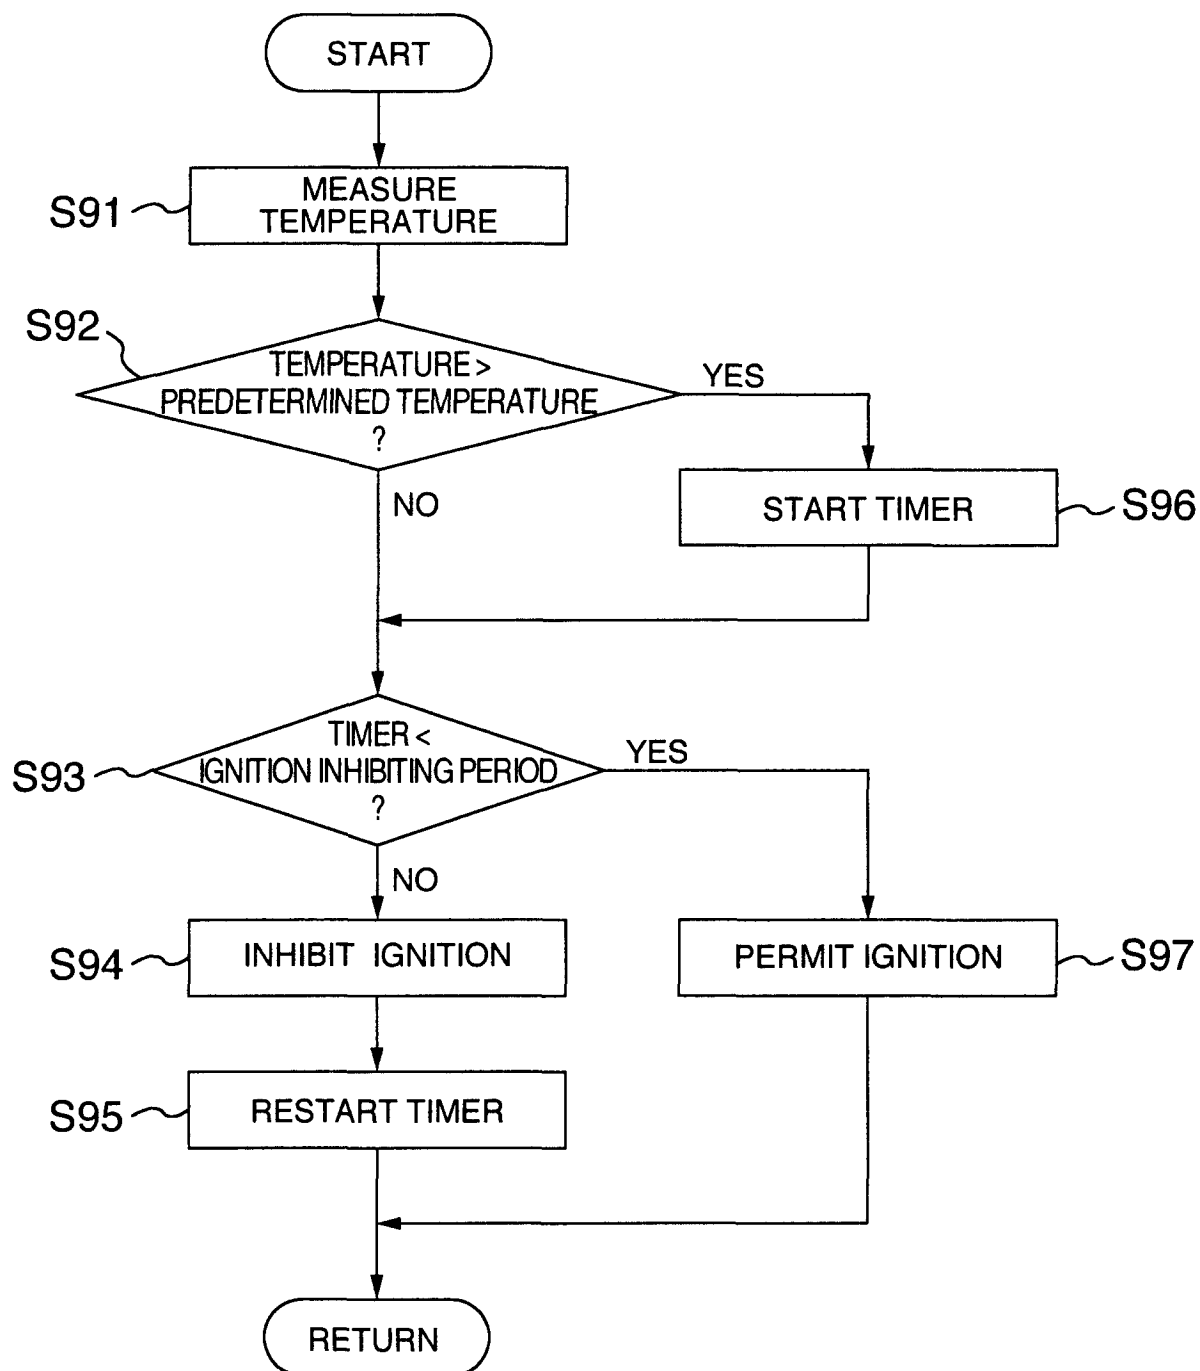 START
S91
MEASURE
TEMPERATURE
S92
TEMPERATURE >
PREDETERMINED TEMPERATURE
?
YES
NO
START TIMER
S96
S93
TIMER <
IGNITION INHIBITING PERIOD
?
YES
NO
S94
INHIBIT IGNITION
PERMIT IGNITION
S97
S95
RESTART TIMER
RETURN